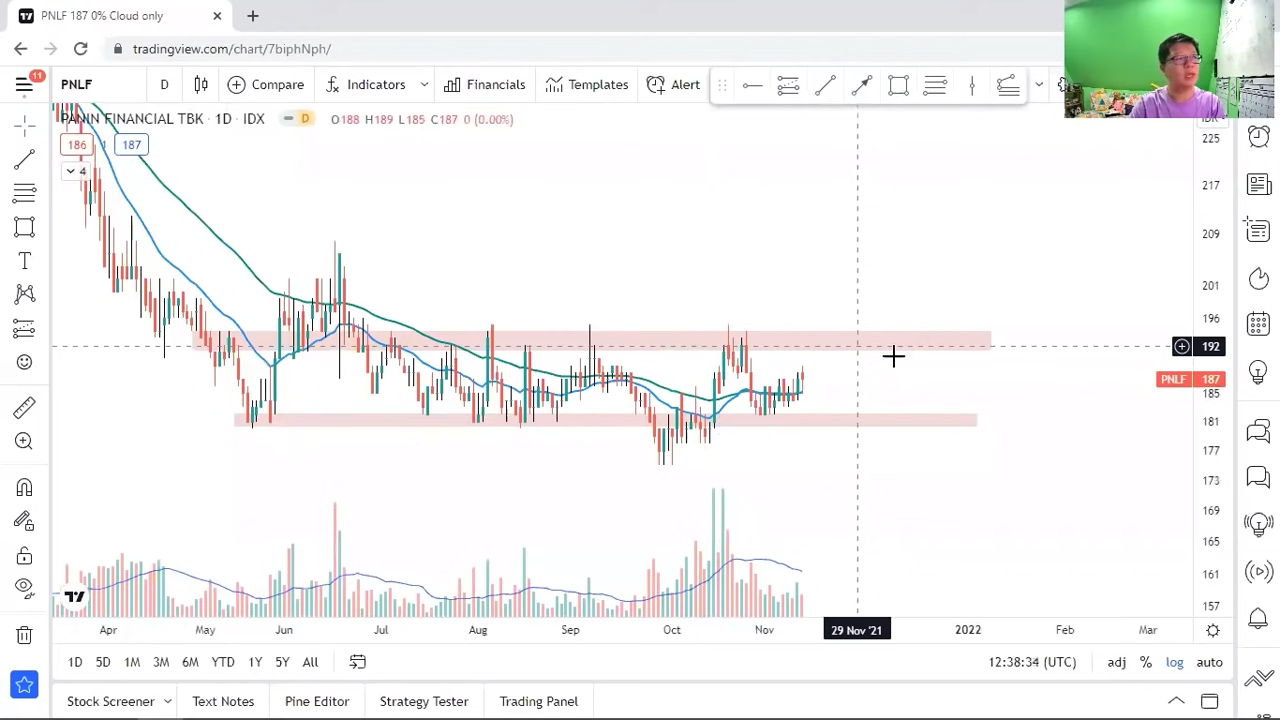 PNLF 187 0% Cloud only
tradingview.com/chart/7biphNph/
11
PNLF D Compare Indicators Financials Templates Alert
PANIN FINANCIAL TBK · 1D · IDX D O188 H189 L185 C187 0 (0.00%)
186 1 187
4
225
217
209
201
196
192
PNLF 187
185
181
177
173
169
165
161
157
Apr May Jun Jul Aug Sep Oct Nov 29 Nov '21 2022 Feb Mar
1D 5D 1M 3M 6M YTD 1Y 5Y All 12:38:34 (UTC) adj % log auto
Stock Screener Text Notes Pine Editor Strategy Tester Trading Panel